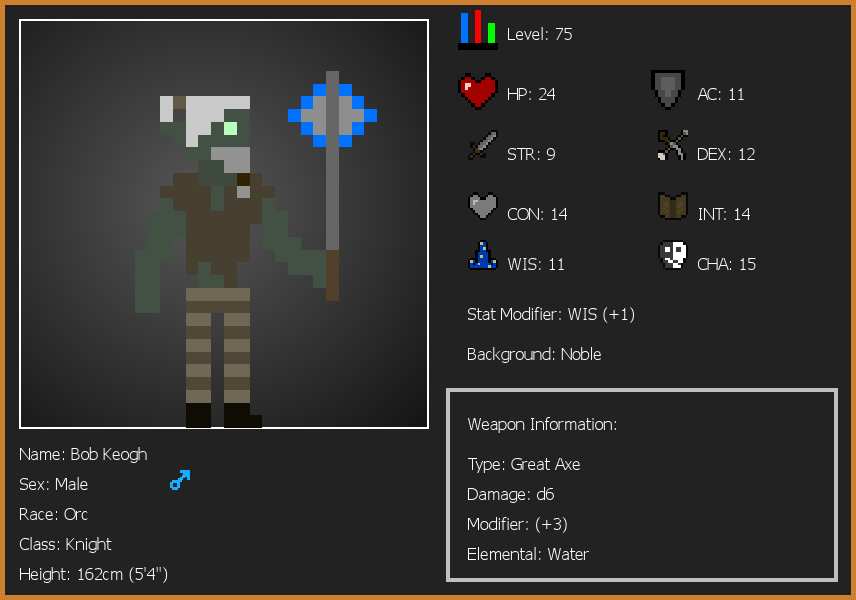 Level: 75
HP: 24
AC: 11
STR: 9
DEX: 12
CON: 14
INT: 14
WIS: 11
CHA: 15
Stat Modifier: WIS (+1)
Background: Noble
Weapon Information:
Type: Great Axe
Damage: d6
Modifier: (+3)
Elemental: Water
Name: Bob Keogh
Sex: Male
Race: Orc
Class: Knight
Height: 162cm (5'4")